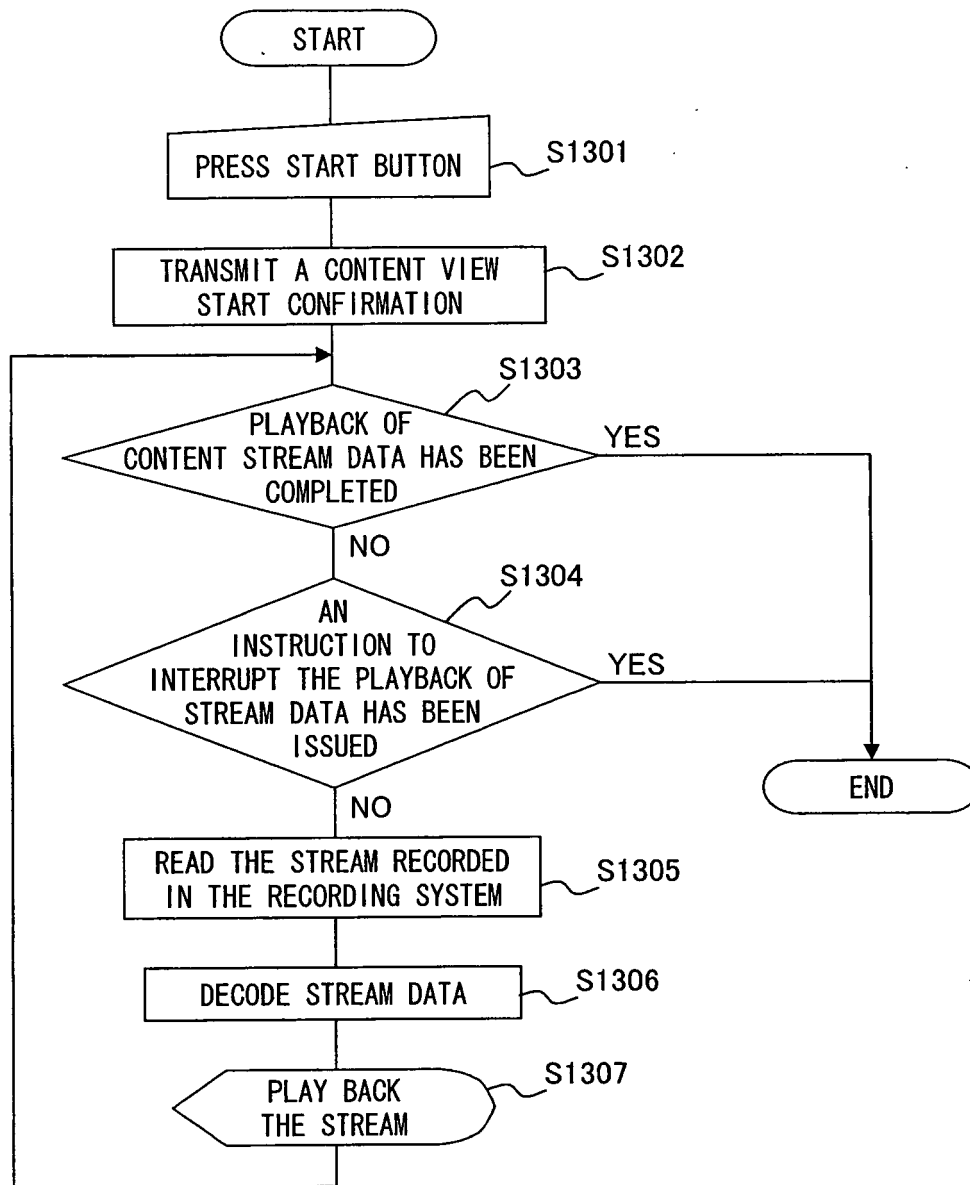 START
PRESS START BUTTON
S1301
TRANSMIT A CONTENT VIEW
START CONFIRMATION
S1302
S1303
PLAYBACK OF
CONTENT STREAM DATA HAS BEEN
COMPLETED
YES
NO
S1304
AN
INSTRUCTION TO
INTERRUPT THE PLAYBACK OF
STREAM DATA HAS BEEN
ISSUED
YES
NO
END
READ THE STREAM RECORDED
IN THE RECORDING SYSTEM
S1305
DECODE STREAM DATA
S1306
PLAY BACK
THE STREAM
S1307